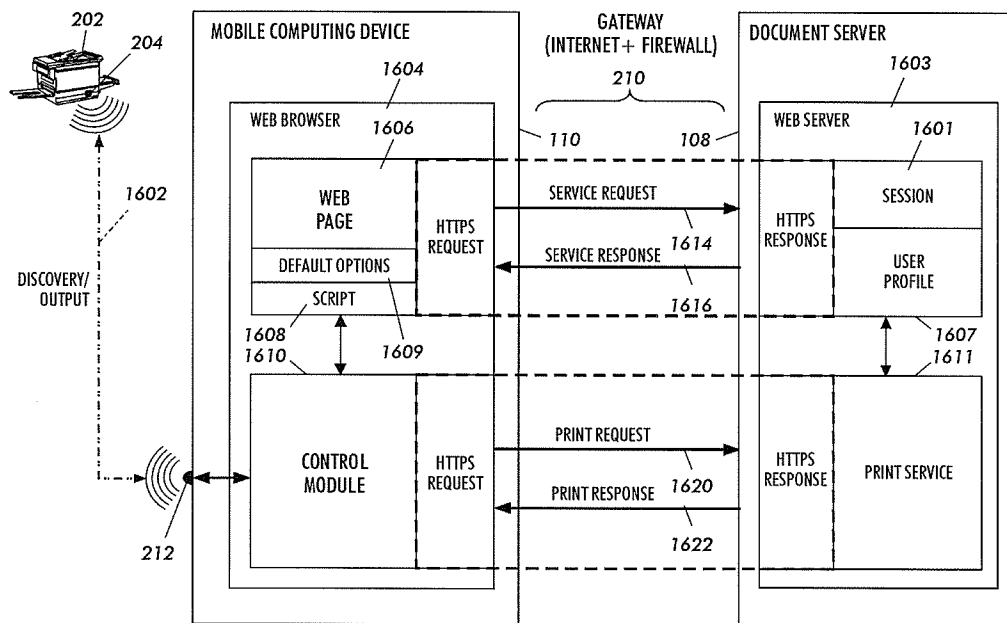 202
204
MOBILE COMPUTING DEVICE
GATEWAY
(INTERNET+ FIREWALL)
210
DOCUMENT SERVER
1604
1603
WEB BROWSER
1606
110
108
WEB SERVER
1601
WEB
PAGE
HTTPS
REQUEST
SERVICE REQUEST
1614
HTTPS
RESPONSE
SESSION
1602
DEFAULT OPTIONS
SERVICE RESPONSE
1616
USER
PROFILE
DISCOVERY/
OUTPUT
SCRIPT
1608
1609
1607
1610
1611
CONTROL
MODULE
HTTPS
REQUEST
PRINT REQUEST
1620
HTTPS
RESPONSE
PRINT SERVICE
PRINT RESPONSE
1622
212